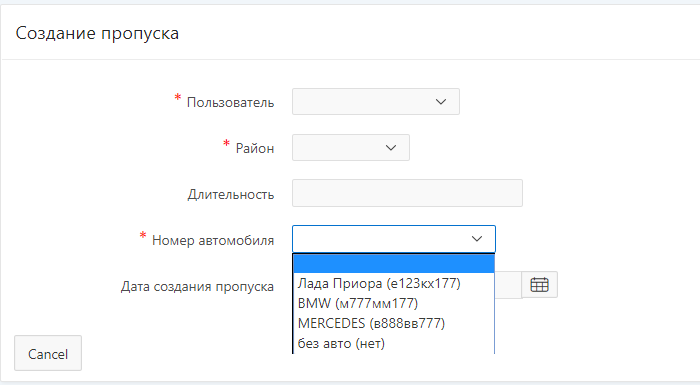 Создание пропуска
* Пользователь
* Район
Длительность
* Номер автомобиля
Лада Приора (е123кх177)
BMW (м777мм177)
MERCEDES (в888вв777)
без авто (нет)
Дата создания пропуска
Cancel